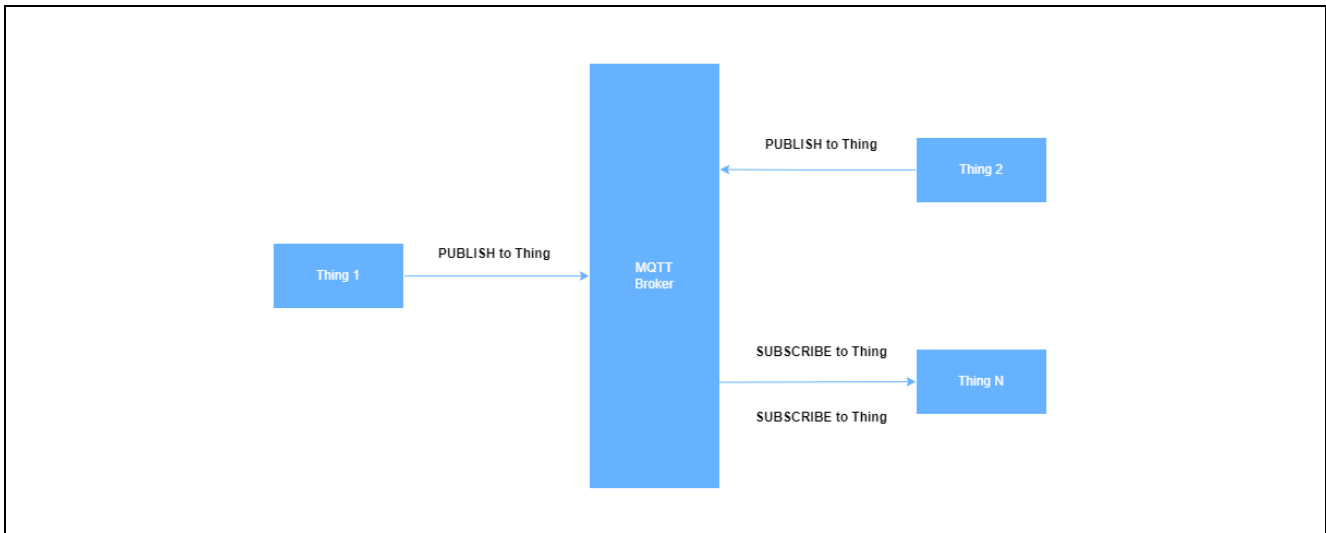 PUBLISH to Thing
Thing 2
PUBLISH to Thing
Thing 1
MQTT
Broker
SUBSCRIBE to Thing
Thing N
SUBSCRIBE to Thing